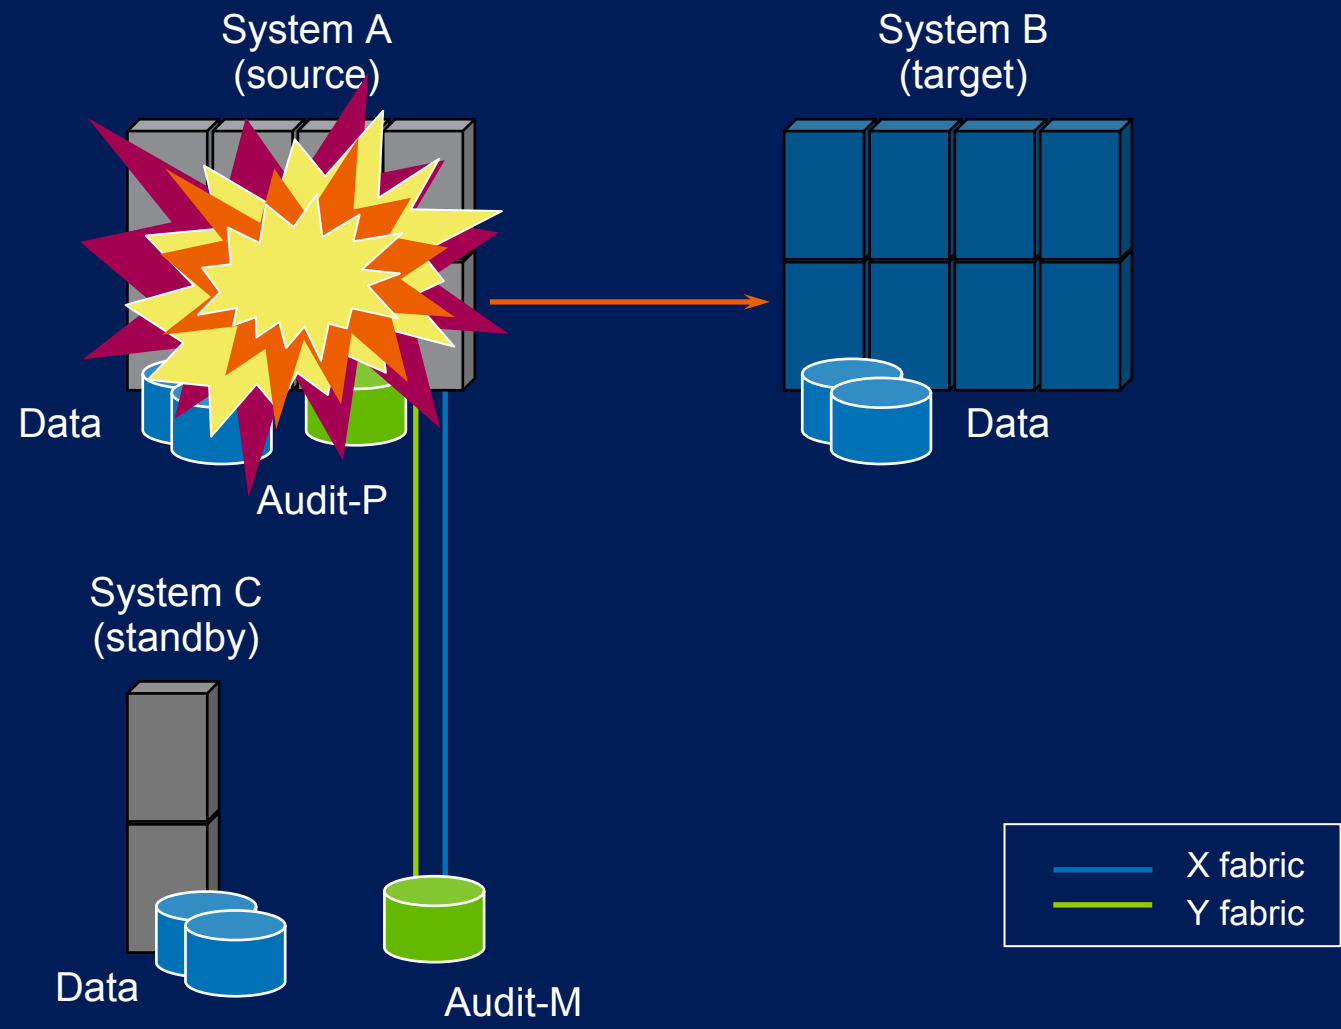 System A
(source)
System B
(target)
Data
Audit-P
Data
System C
(standby)
X fabric
Y fabric
Data
Audit-M